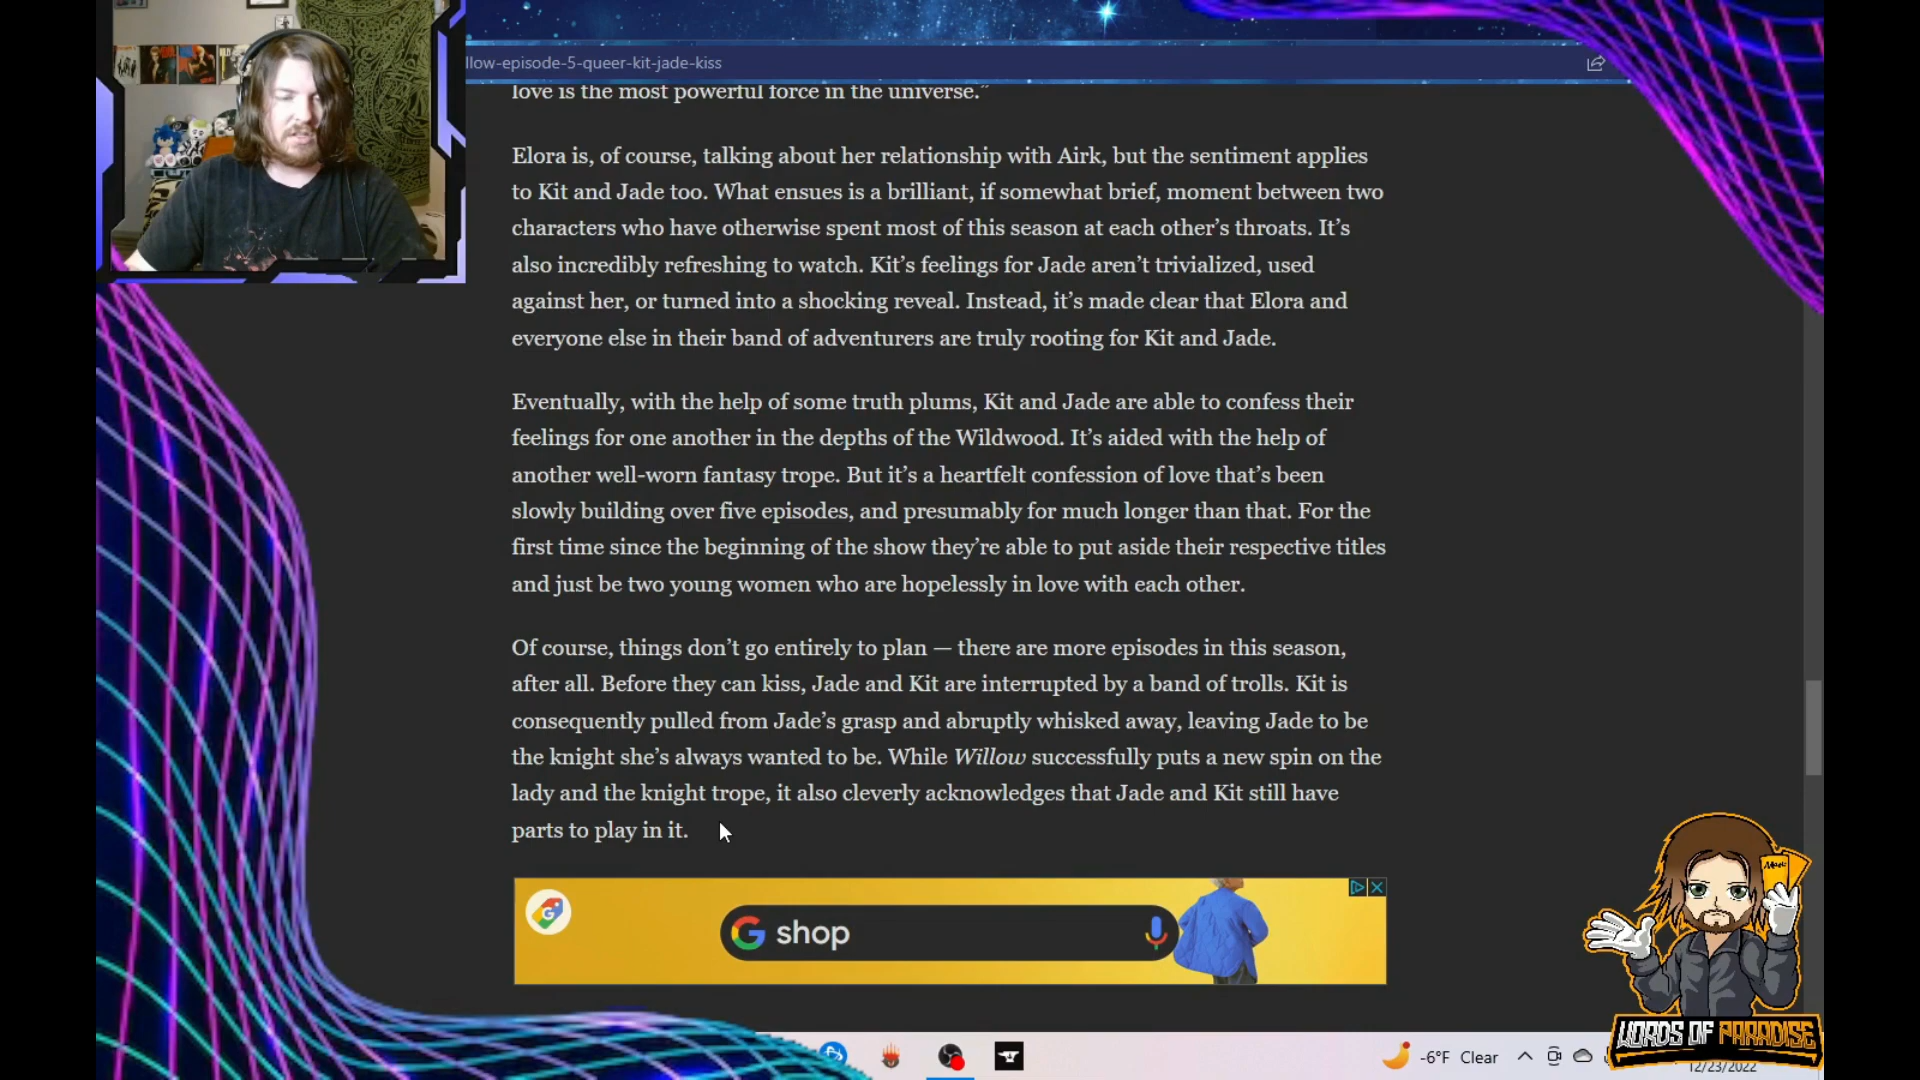 llow-episode-5-queer-kit-jade-kiss
love is the most powerful force in the universe.”
Elora is, of course, talking about her relationship with Airk, but the sentiment applies
to Kit and Jade too. What ensues is a brilliant, if somewhat brief, moment between two
characters who have otherwise spent most of this season at each other’s throats. It’s
also incredibly refreshing to watch. Kit’s feelings for Jade aren’t trivialized, used
against her, or turned into a shocking reveal. Instead, it’s made clear that Elora and
everyone else in their band of adventurers are truly rooting for Kit and Jade.
Eventually, with the help of some truth plums, Kit and Jade are able to confess their
feelings for one another in the depths of the Wildwood. It’s aided with the help of
another well-worn fantasy trope. But it’s a heartfelt confession of love that’s been
slowly building over five episodes, and presumably for much longer than that. For the
first time since the beginning of the show they’re able to put aside their respective titles
and just be two young women who are hopelessly in love with each other.
Of course, things don’t go entirely to plan — there are more episodes in this season,
after all. Before they can kiss, Jade and Kit are interrupted by a band of trolls. Kit is
consequently pulled from Jade’s grasp and abruptly whisked away, leaving Jade to be
the knight she’s always wanted to be. While Willow successfully puts a new spin on the
lady and the knight trope, it also cleverly acknowledges that Jade and Kit still have
parts to play in it.
G shop
WORDS OF PARADISE
-6°F Clear
12/23/2022